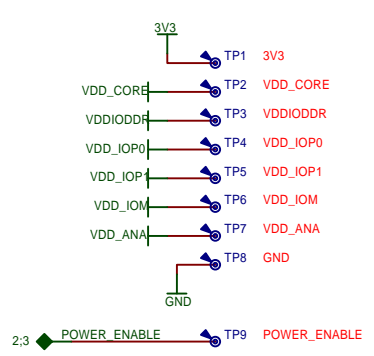 3V3
TP1 3V3
VDD_CORE TP2 VDD_CORE
VDDIODDR TP3 VDDIODDR
VDD_IOP0 TP4 VDD_IOP0
VDD_IOP1 TP5 VDD_IOP1
VDD_IOM TP6 VDD_IOM
VDD_ANA TP7 VDD_ANA
TP8 GND
GND
2;3 POWER_ENABLE TP9 POWER_ENABLE